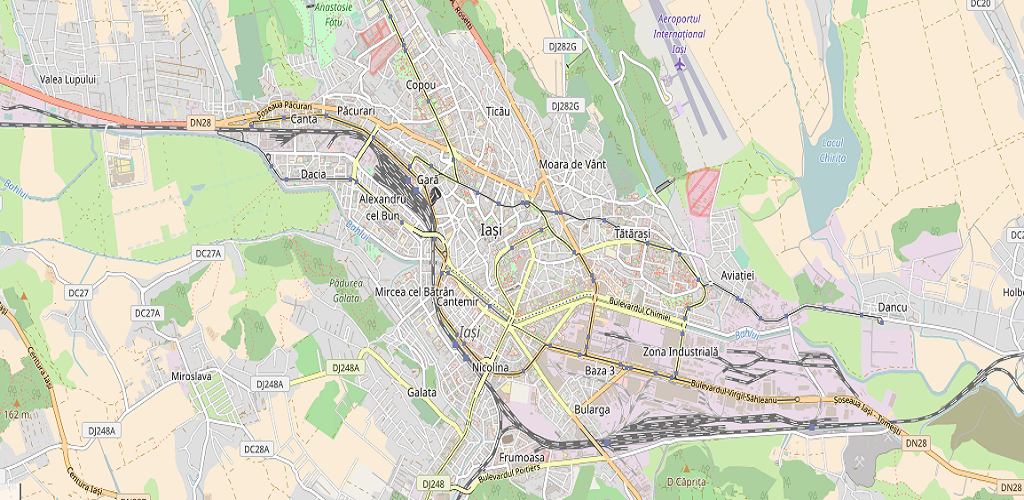 DC20
Anastasie
Fătu
Aeroportul
Internațional
Iași
DJ282G
Valea Lupului
Copou
Șoseaua Păcurari
Păcurari
Ticău
DJ282G
DN28
Canta
Lacul
Chirița
Moara de Vânt
Bahlui
Dacia
Gară
Alexandru
cel Bun
Iași
Tătărași
Bahlui
DC27A
Aviației
Pădurea
Galata
DC27
Mircea cel Bătrân
Cantemir
Dancu
DC27A
Bulevardul Chimiei
Iași
Bahlui
Centura Iași
Zona Industrială
Nicolina
Baza 3
Miroslava
DJ248A
DJ248A
Bulevardul Virgil Săhleanu
Galata
Șoseaua Iași - Tomești
162 m
Bularga
DJ248A
DN28
DC28A
Frumoasa
Centura Iași
Bulevardul Poitiers
DJ248
D Căprița
DN28